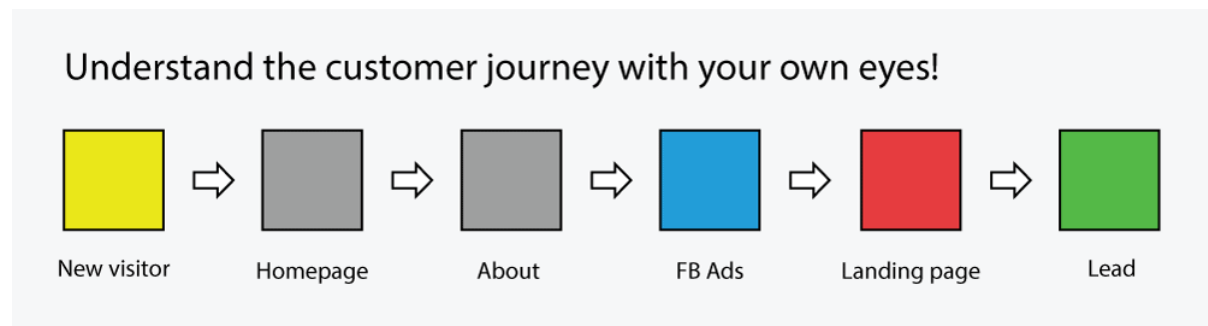 Understand the customer journey with your own eyes!
New visitor
Homepage
About
FB Ads
Landing page
Lead